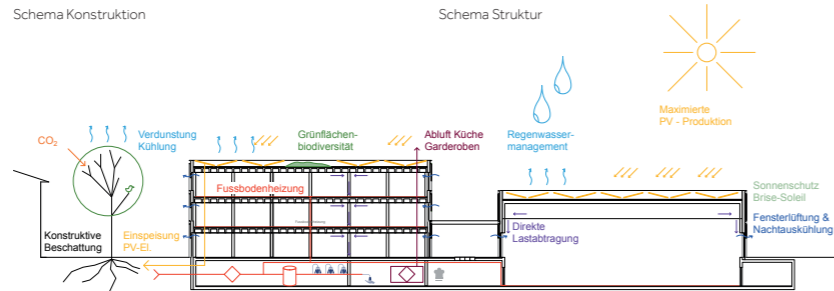 Schema Konstruktion
Schema Struktur
CO₂
Verdunstung
Kühlung
Grünflächen-
biodiversität
Abluft Küche
Garderoben
Regenwasser-
management
Maximierte
PV - Produktion
Fussbodenheizung
Sonnenschutz
Brise-Soleil
Konstruktive
Beschattung
Einspeisung
PV-EL
Direkte
Lastabtragung
Fensterlüftung &
Nachtauskühlung